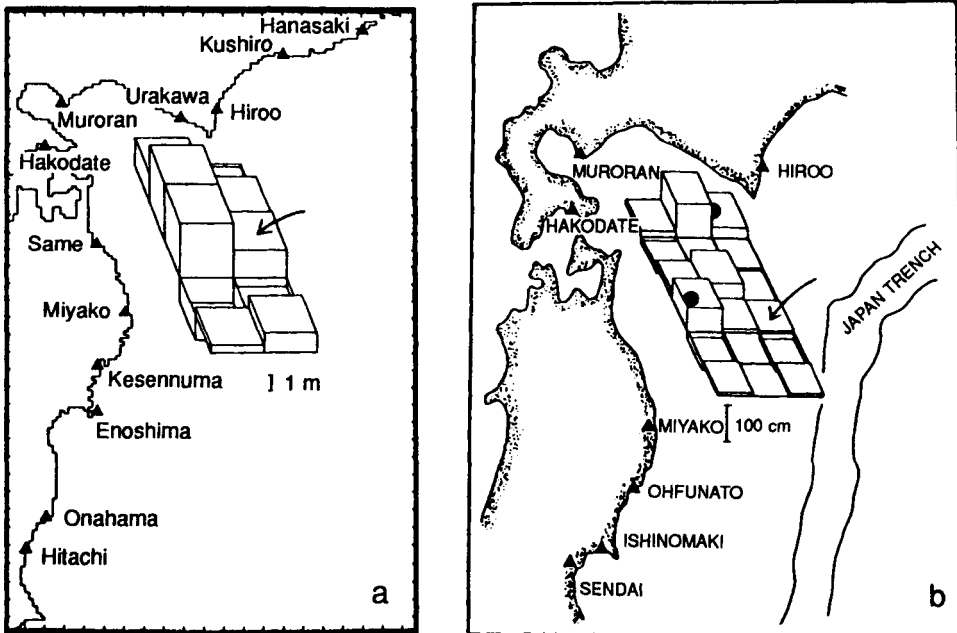 Hanasaki
Kushiro
Urakawa
Hiroo
Muroran
Hakodate
Same
Miyako
Kesennuma
1 m
Enoshima
Onahama
Hitachi
a
MURORAN
HIROO
HAKODATE
JAPAN TRENCH
MIYAKO
100 cm
OHFUNATO
ISHINOMAKI
SENDAI
b